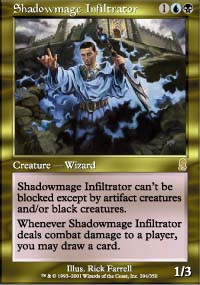 Shadowmage Infiltrator 1
Creature — Wizard
Shadowmage Infiltrator can't be
blocked except by artifact creatures
and/or black creatures.
Whenever Shadowmage Infiltrator
deals combat damage to a player,
you may draw a card.
Illus. Rick Farrell
™ & © 1993-2001 Wizards of the Coast, Inc. 294/350
1/3